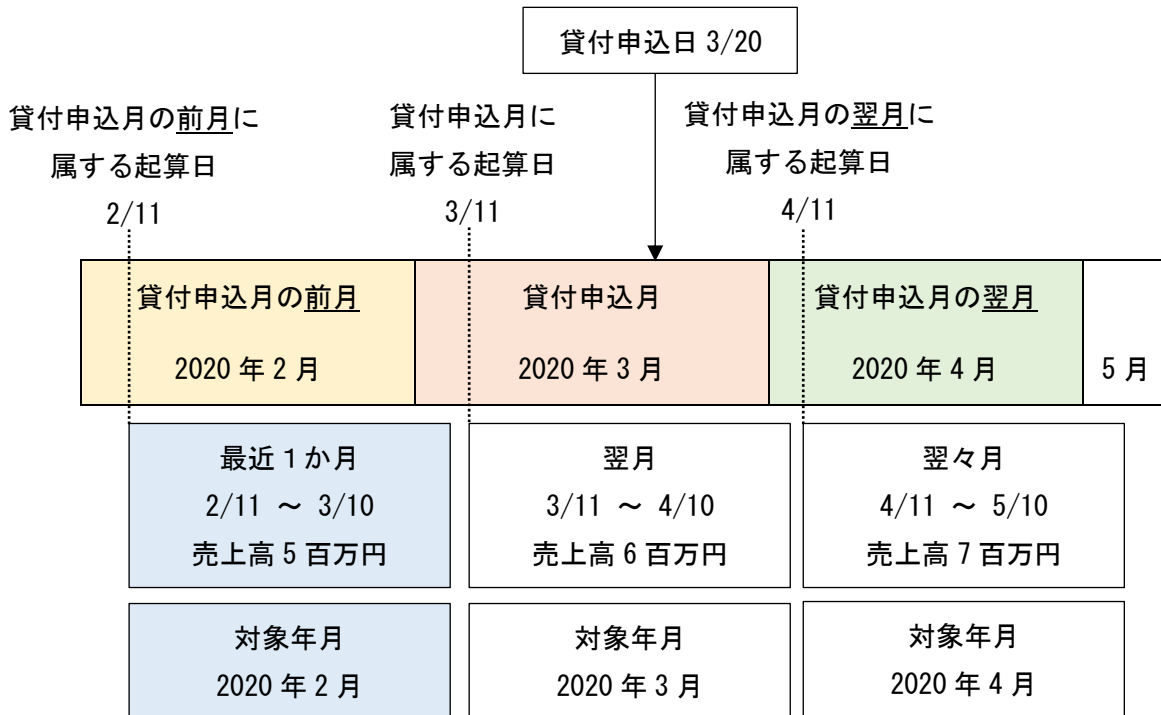 貸付申込日 3/20
貸付申込月の前月に
属する起算日
2/11
貸付申込月に
属する起算日
3/11
貸付申込月の翌月に
属する起算日
4/11
貸付申込月の前月
2020 年 2 月
貸付申込月
2020 年 3 月
貸付申込月の翌月
2020 年 4 月
5 月
最近１か月
2/11 ～ 3/10
売上高 5 百万円
翌月
3/11 ～ 4/10
売上高 6 百万円
翌々月
4/11 ～ 5/10
売上高 7 百万円
対象年月
2020 年 2 月
対象年月
2020 年 3 月
対象年月
2020 年 4 月